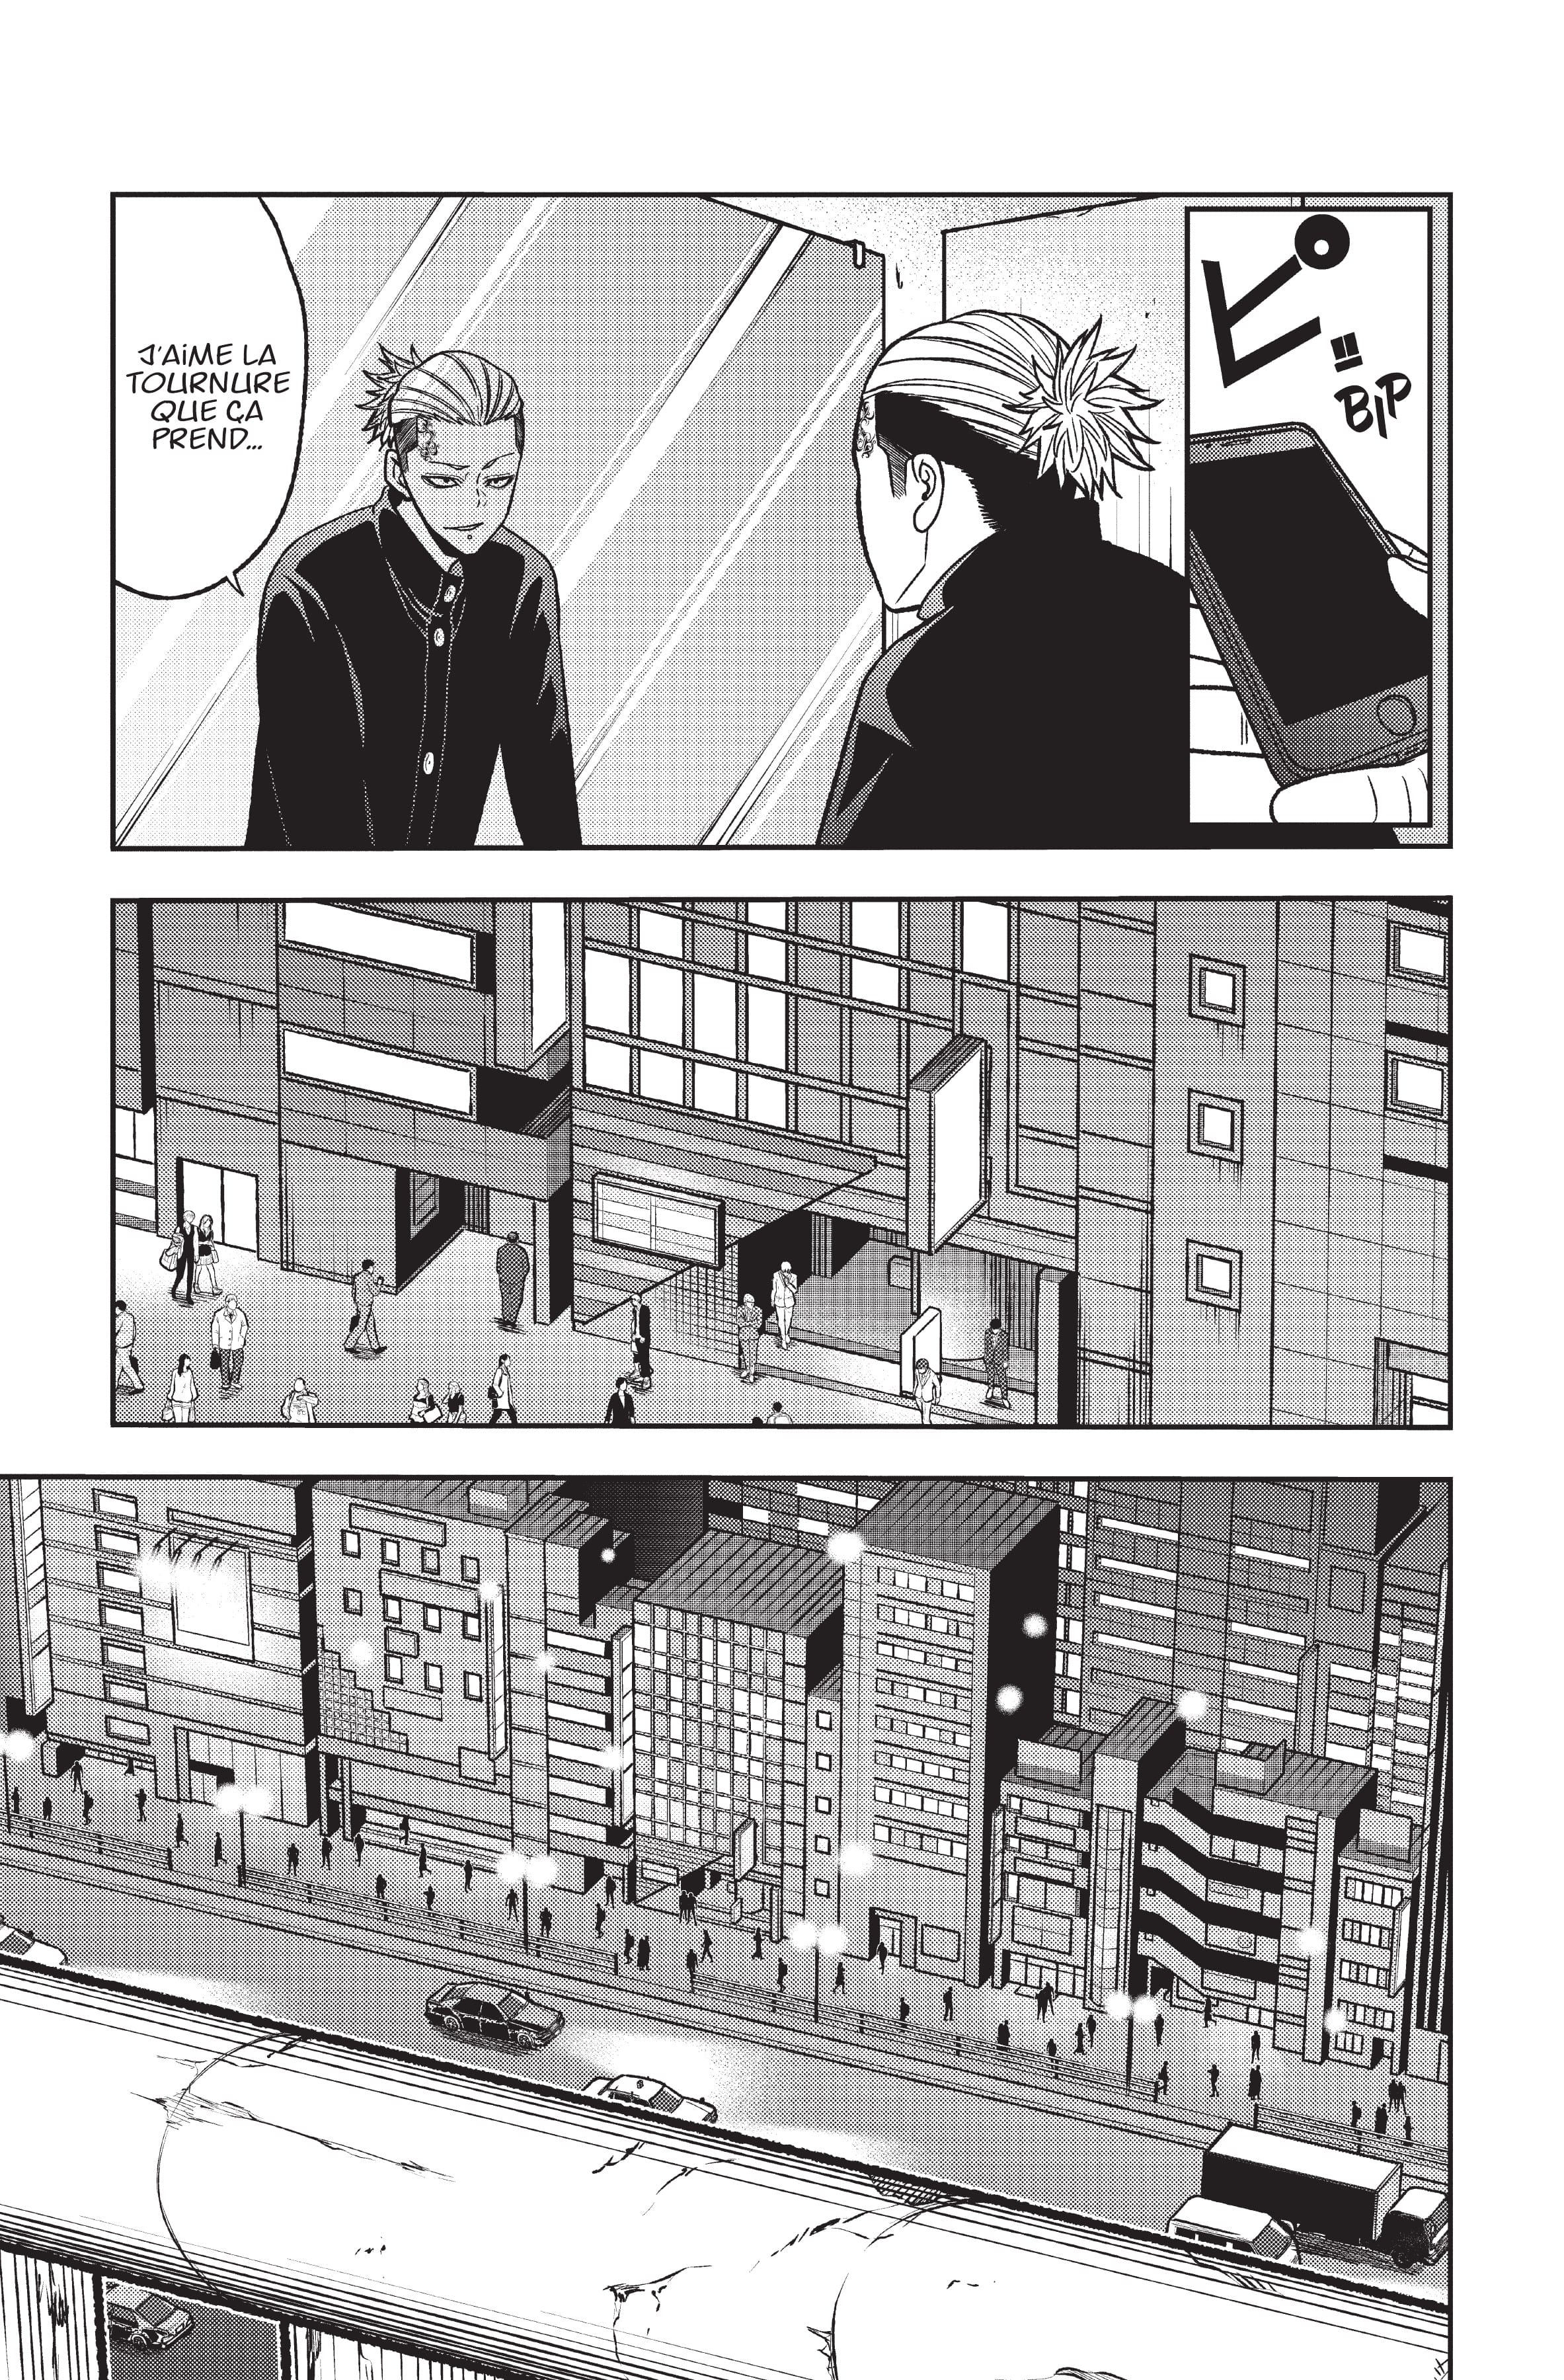 ピ
!!
BIP
J'AIME LA
TOURNURE
QUE ÇA
PREND...